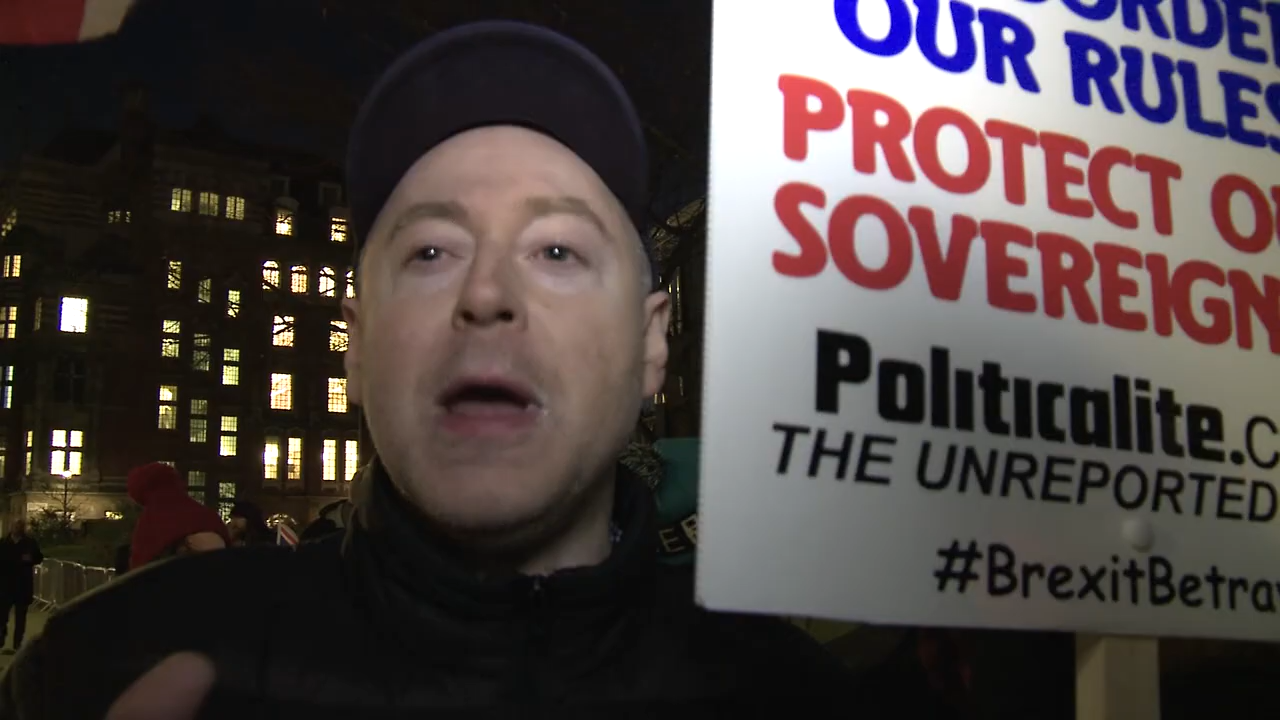 OUR RULES
PROTECT
SOVEREIGN
Politicalite.c
THE UNREPORTED
#BrexitBetra